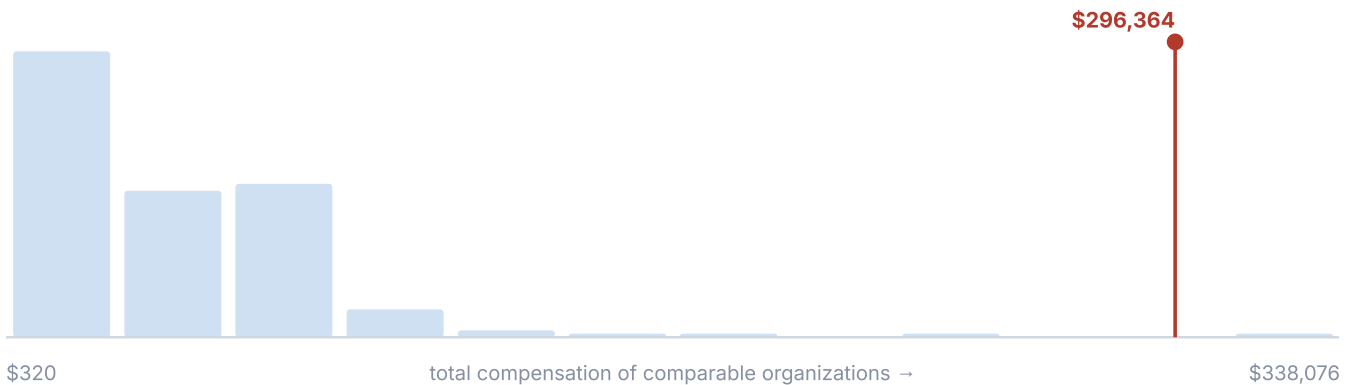 $296,364
$320
total compensation of comparable organizations →
$338,076